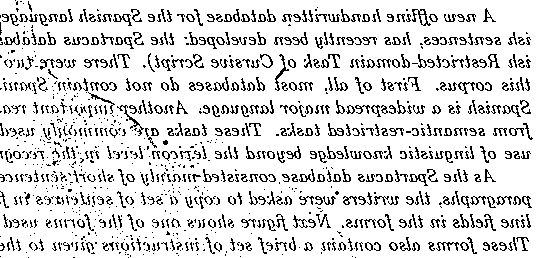 A new offline handwritten database for the Spanish language
ish sentences, has recently been developed: the Spartacus databas
ish Restricted-domain Task of Cursive Script). There were two
this corpus. First of all, most databases do not contain Spani
Spanish is a widespread major language. Another important rea
from semantic-restricted tasks. These tasks are commonly used
use of linguistic knowledge beyond the lexicon level in the recogn
As the Spartacus database consisted mainly of short sentence
paragraphs, the writers were asked to copy a set of sentences in f
line fields in the forms. Next figure shows one of the forms used
These forms also contain a brief set of instructions given to the